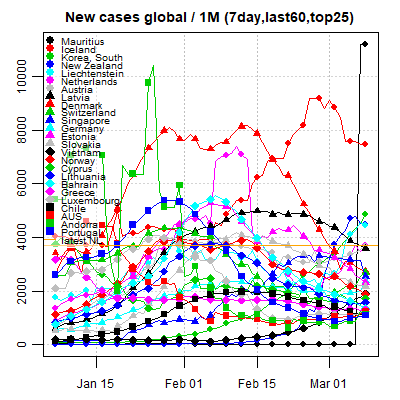 New cases global / 1M (7day,last60,top25)
Mauritius
Iceland
Korea, South
New Zealand
Liechtenstein
Netherlands
Austria
Latvia
Denmark
Switzerland
Singapore
Germany
Estonia
Slovakia
Vietnam
Norway
Cyprus
Lithuania
Bahrain
Greece
Luxembourg
Chile
AUS
Andorra
Portugal
latest NL
10000
8000
6000
4000
2000
0
Jan 15 Feb 01 Feb 15 Mar 01